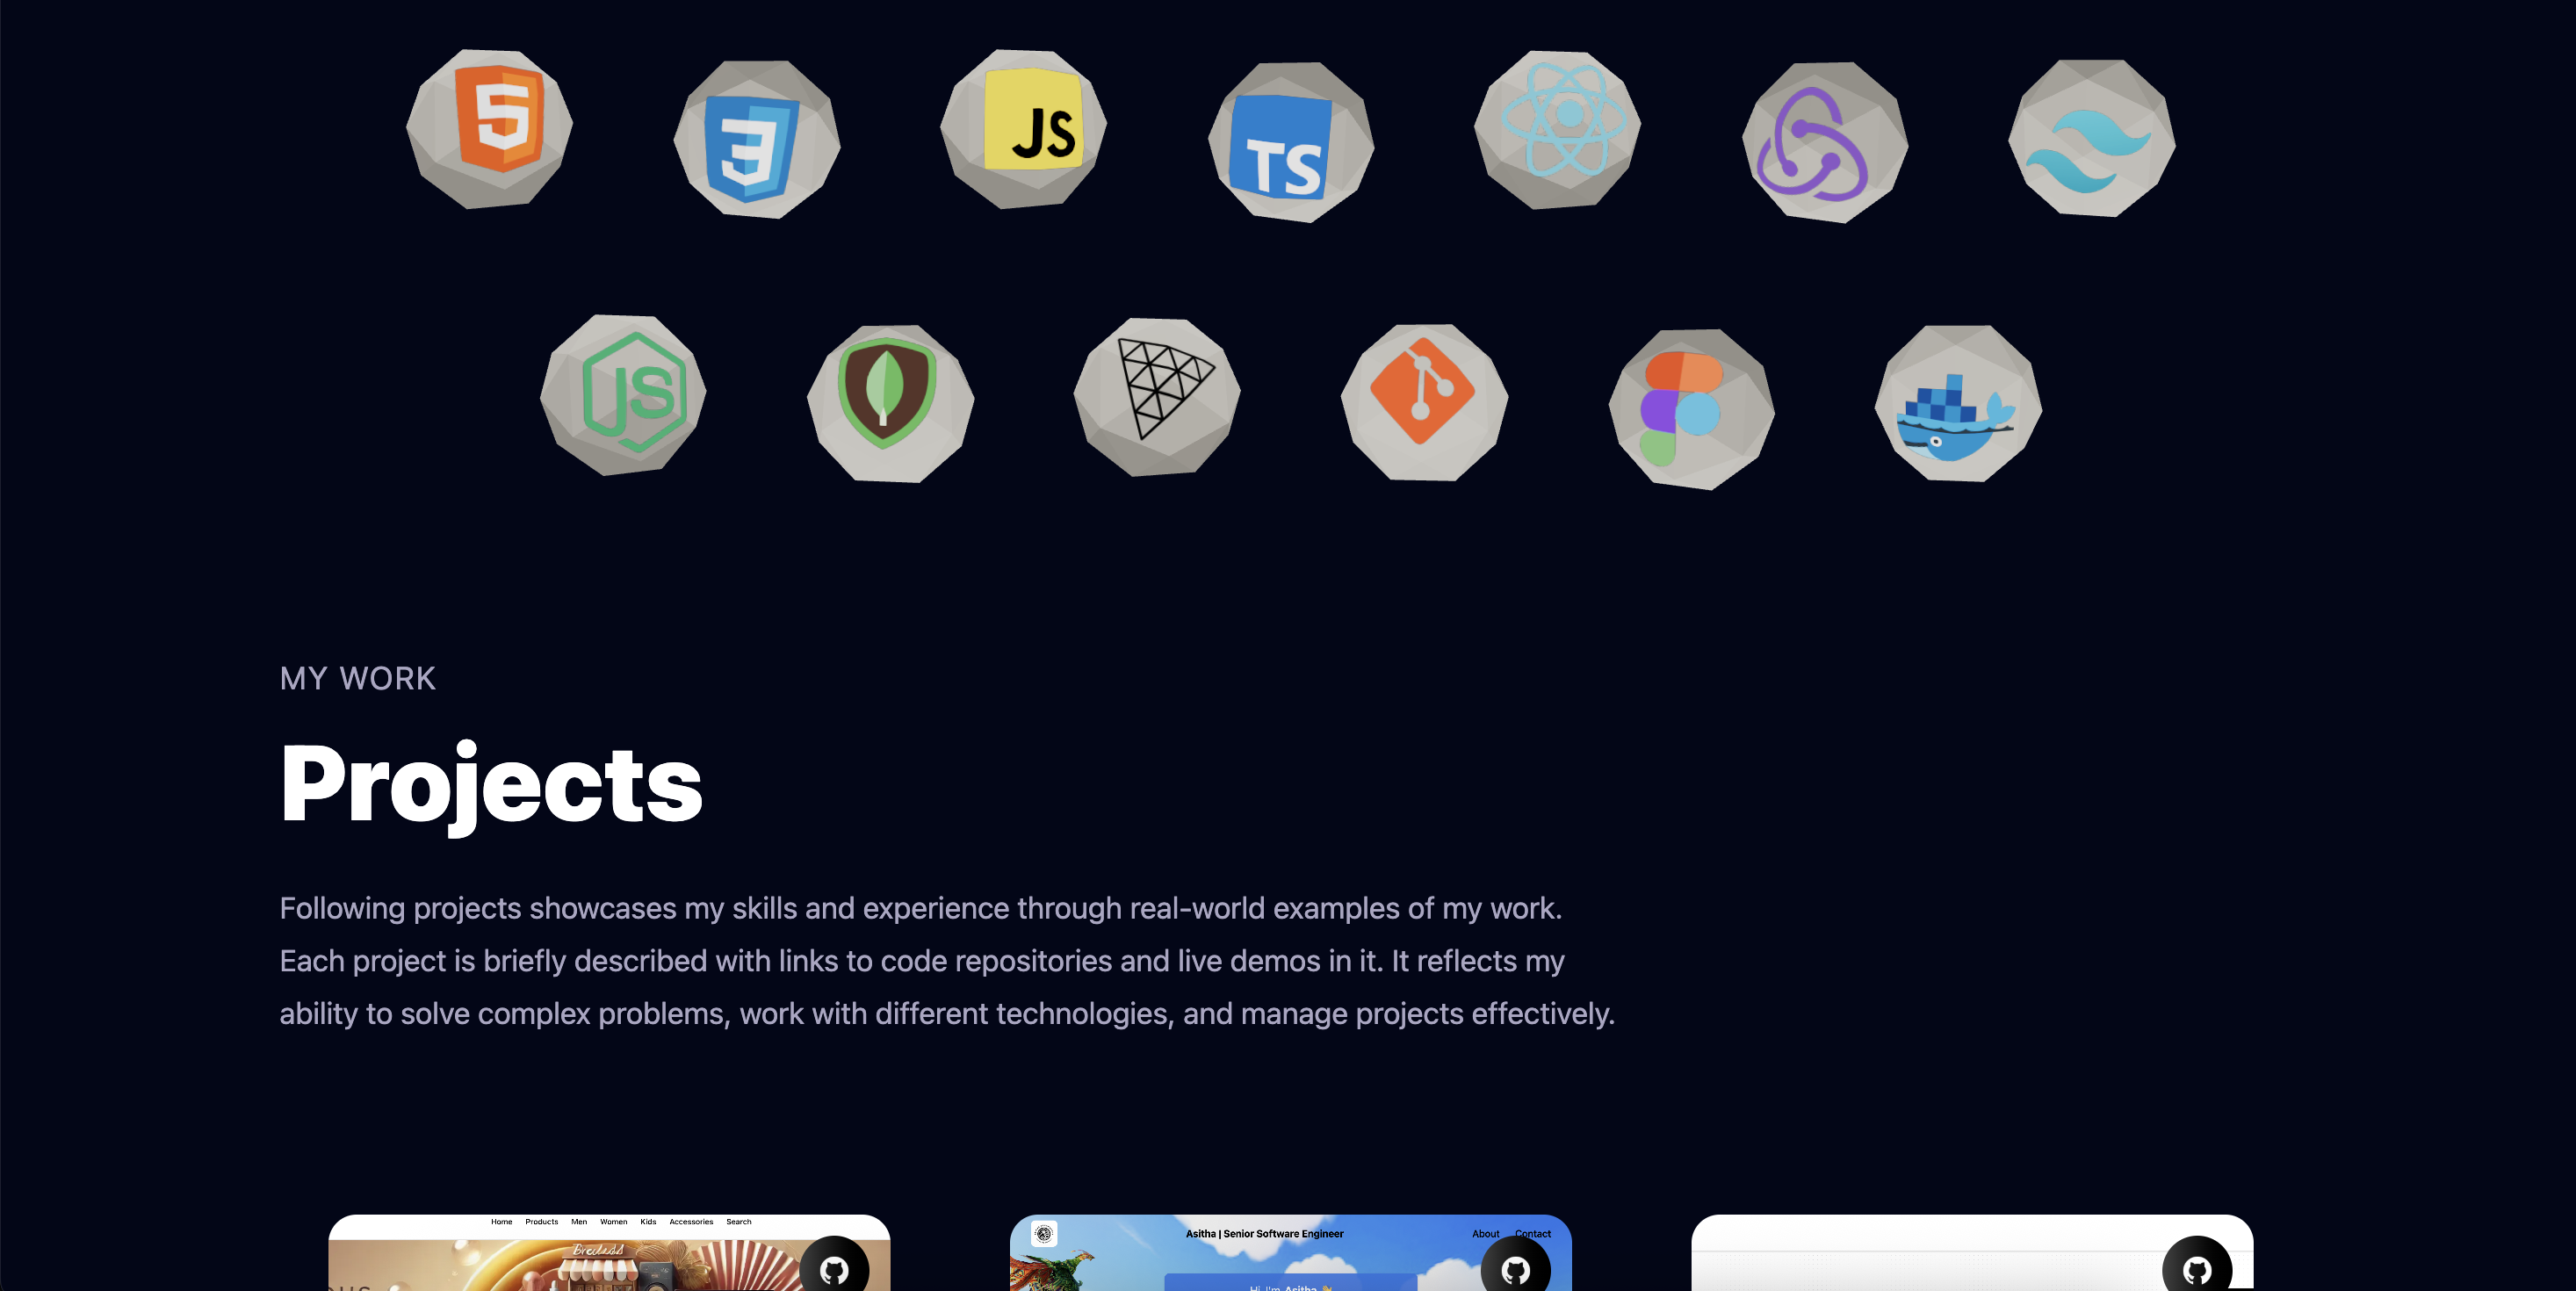 5
3
JS
TS
JS
MY WORK
Projects
Following projects showcases my skills and experience through real-world examples of my work.
Each project is briefly described with links to code repositories and live demos in it. It reflects my
ability to solve complex problems, work with different technologies, and manage projects effectively.
Home Products Men Women Kids Accessories Search
Asitha | Senior Software Engineer
About Contact
Hi, I'm Asitha 👋